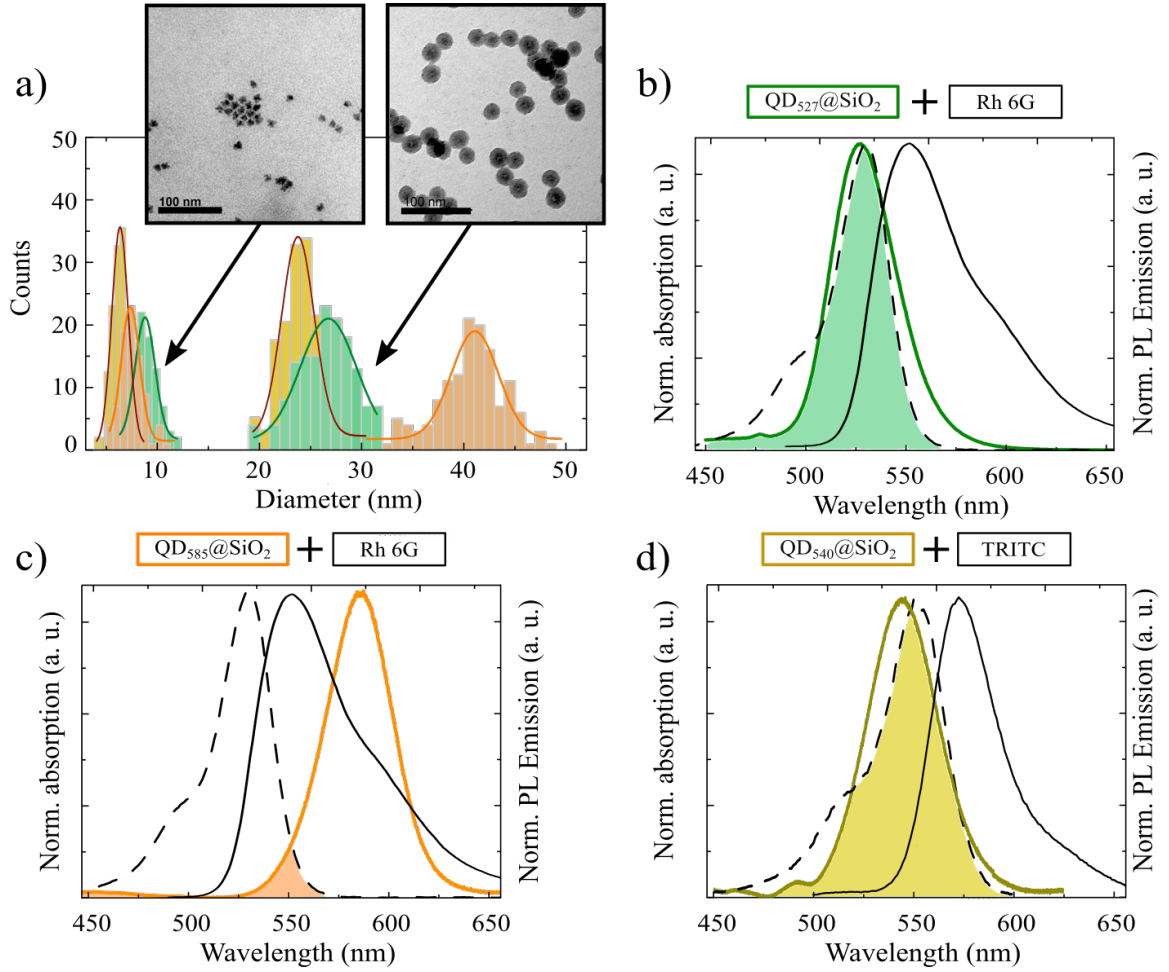 a)
100 nm
100 nm
50
40
30
20
10
0
Counts
10
20
30
40
50
Diameter (nm)
b)
QD₅₂₇@SiO₂ + Rh 6G
Norm. absorption (a. u.)
Norm. PL Emission (a. u.)
450
500
550
600
650
Wavelength (nm)
c)
QD₅₈₅@SiO₂ + Rh 6G
Norm. absorption (a. u.)
Norm. PL Emission (a. u.)
450
500
550
600
650
Wavelength (nm)
d)
QD₅₄₀@SiO₂ + TRITC
Norm. absorption (a. u.)
Norm. PL Emission (a. u.)
450
500
550
600
650
Wavelength (nm)